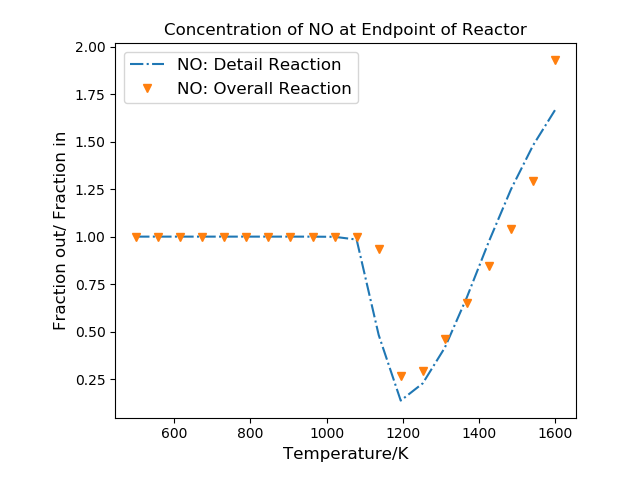 Concentration of NO at Endpoint of Reactor
NO: Detail Reaction
NO: Overall Reaction
Fraction out/ Fraction in
2.00
1.75
1.50
1.25
1.00
0.75
0.50
0.25
600 800 1000 1200 1400 1600
Temperature/K